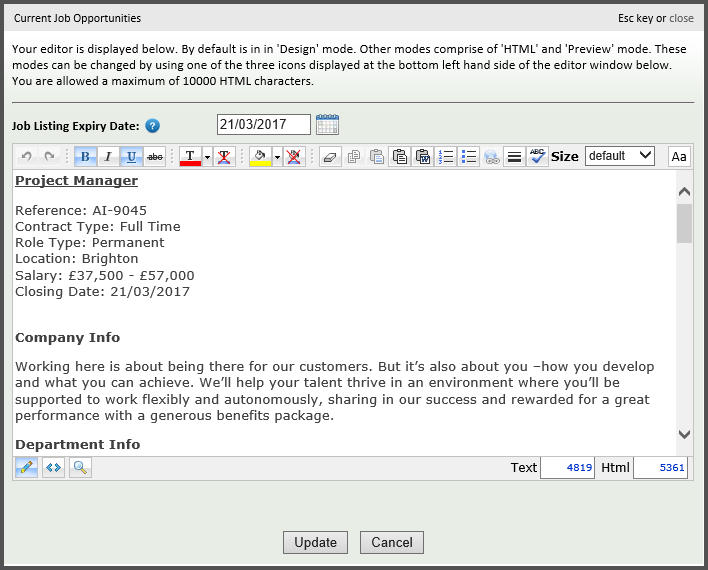 Current Job Opportunities Esc key or close
Your editor is displayed below. By default is in in 'Design' mode. Other modes comprise of 'HTML' and 'Preview' mode. These
modes can be changed by using one of the three icons displayed at the bottom left hand side of the editor window below.
You are allowed a maximum of 10000 HTML characters.
Job Listing Expiry Date: ? 21/03/2017
B I U abc T T W 1 2 3 ABC Size default Aa
Project Manager
Reference: AI-9045
Contract Type: Full Time
Role Type: Permanent
Location: Brighton
Salary: £37,500 - £57,000
Closing Date: 21/03/2017
Company Info
Working here is about being there for our customers. But it's also about you –how you develop
and what you can achieve. We'll help your talent thrive in an environment where you'll be
supported to work flexibly and autonomously, sharing in our success and rewarded for a great
performance with a generous benefits package.
Department Info
Text 4819 Html 5361
Update Cancel